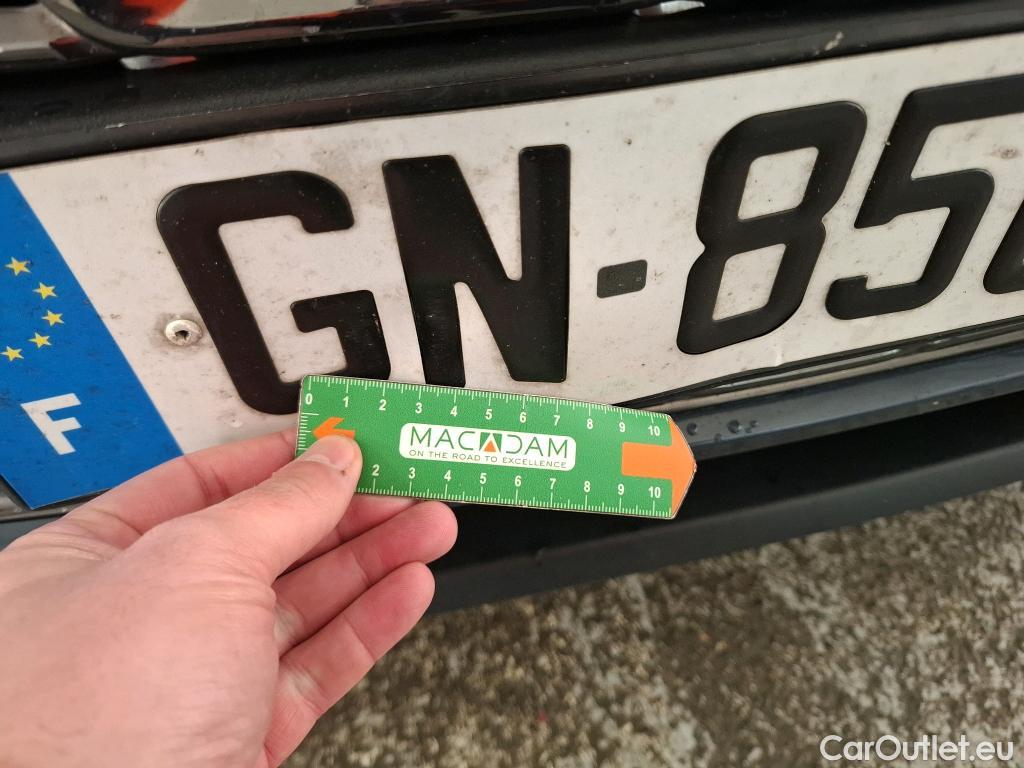 F GN-85
0 1 2 3 4 5 6 7 8 9 10
MACADAM
ON THE ROAD TO EXCELLENCE
2 3 4 5 6 7 8 9 10
CarOutlet.eu